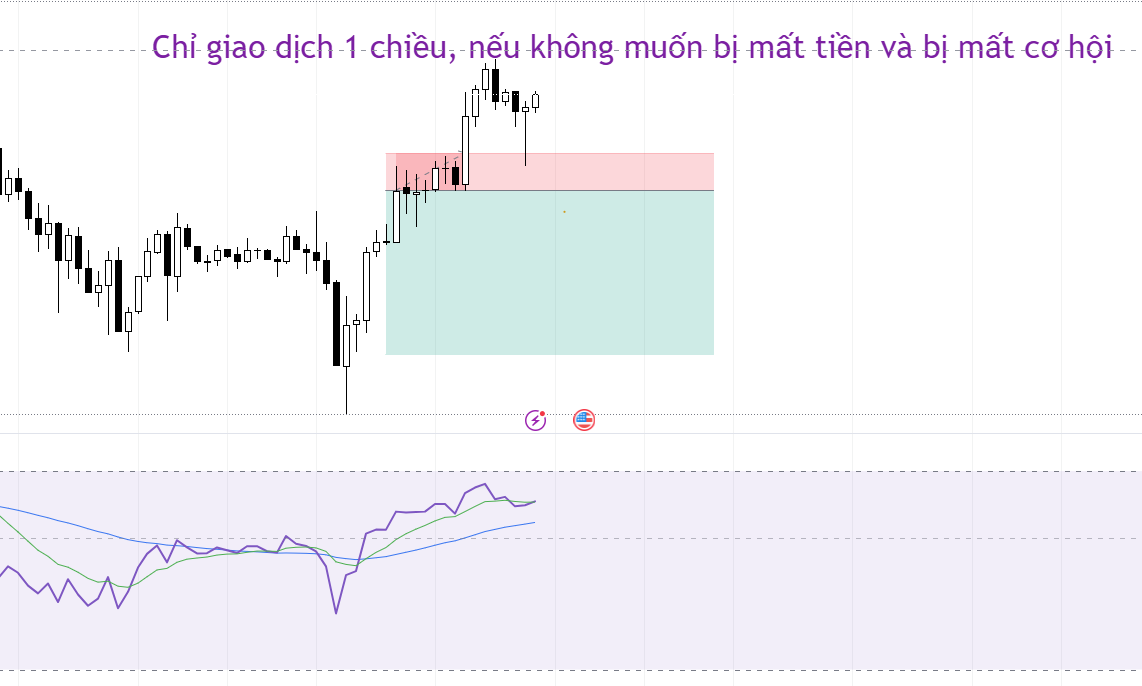 Chỉ giao dịch 1 chiều, nếu không muốn bị mất tiền và bị mất cơ hội